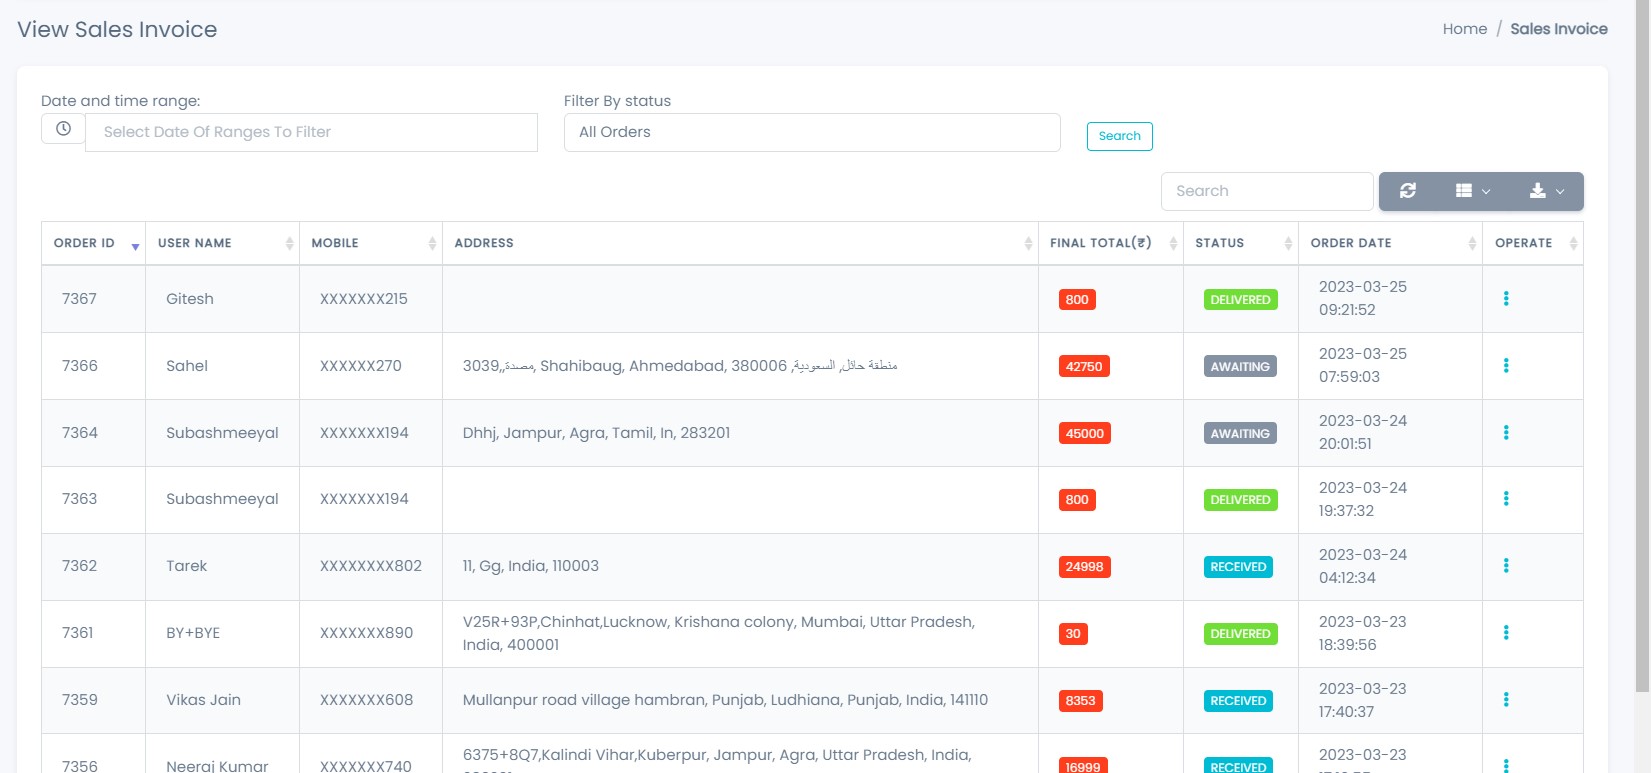 View Sales Invoice
Home / Sales Invoice
Date and time range:
Filter By status
Select Date Of Ranges To Filter
All Orders
Search
Search
ORDER ID USER NAME MOBILE ADDRESS FINAL TOTAL(₹) STATUS ORDER DATE OPERATE
7367 Gitesh XXXXXXX215 800 DELIVERED 2023-03-25
09:21:52
7366 Sahel XXXXXX270 3039,,مصدة, Shahibaug, Ahmedabad, 380006 ,منطقة حائل, السعودية 42750 AWAITING 2023-03-25
07:59:03
7364 Subashmeeyal XXXXXXX194 Dhhj, Jampur, Agra, Tamil, In, 283201 45000 AWAITING 2023-03-24
20:01:51
7363 Subashmeeyal XXXXXXX194 800 DELIVERED 2023-03-24
19:37:32
7362 Tarek XXXXXXXX802 11, Gg, India, 110003 24998 RECEIVED 2023-03-24
04:12:34
7361 BY+BYE XXXXXXX890 V25R+93P,Chinhat,Lucknow, Krishana colony, Mumbai, Uttar Pradesh,
India, 400001 30 DELIVERED 2023-03-23
18:39:56
7359 Vikas Jain XXXXXXX608 Mullanpur road village hambran, Punjab, Ludhiana, Punjab, India, 141110 8353 RECEIVED 2023-03-23
17:40:37
7356 Neeraj Kumar XXXXXXX740 6375+8Q7,Kalindi Vihar,Kuberpur, Jampur, Agra, Uttar Pradesh, India, 16999 RECEIVED 2023-03-23